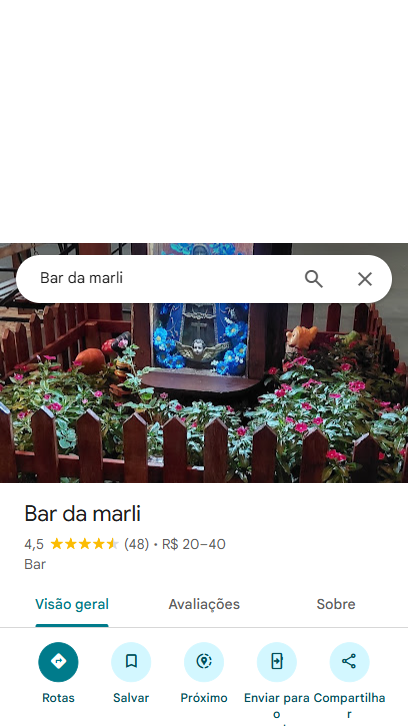 Bar da marli
Bar da marli
4,5 (48) • R$ 20–40
Bar
Visão geral Avaliações Sobre
Rotas Salvar Próximo Enviar para o Compartilhar